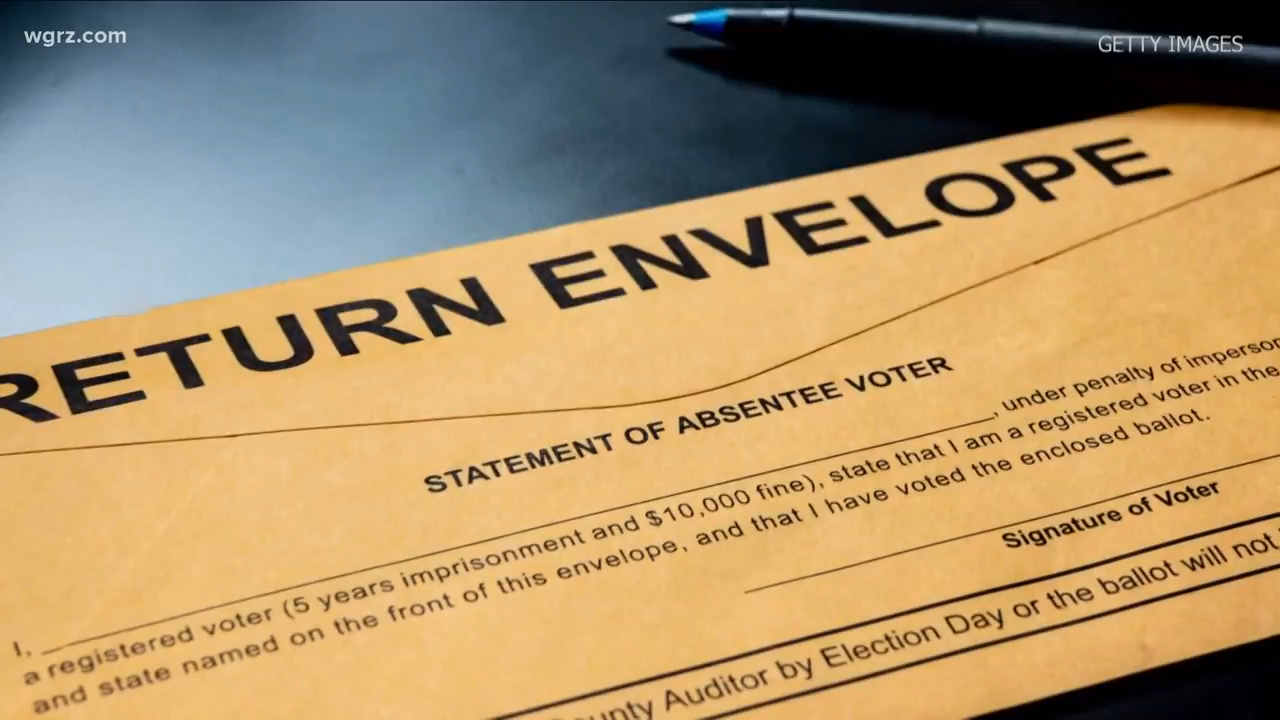 wgrz.com
GETTY IMAGES
RETURN ENVELOPE
STATEMENT OF ABSENTEE VOTER
I, , under penalty of
a registered voter (5 years imprisonment and $10,000 fine), state that I am a registered voter in the
and state named on the front of this envelope, and that I have voted the enclosed ballot.
Signature of Voter
Auditor by Election Day or the ballot will not